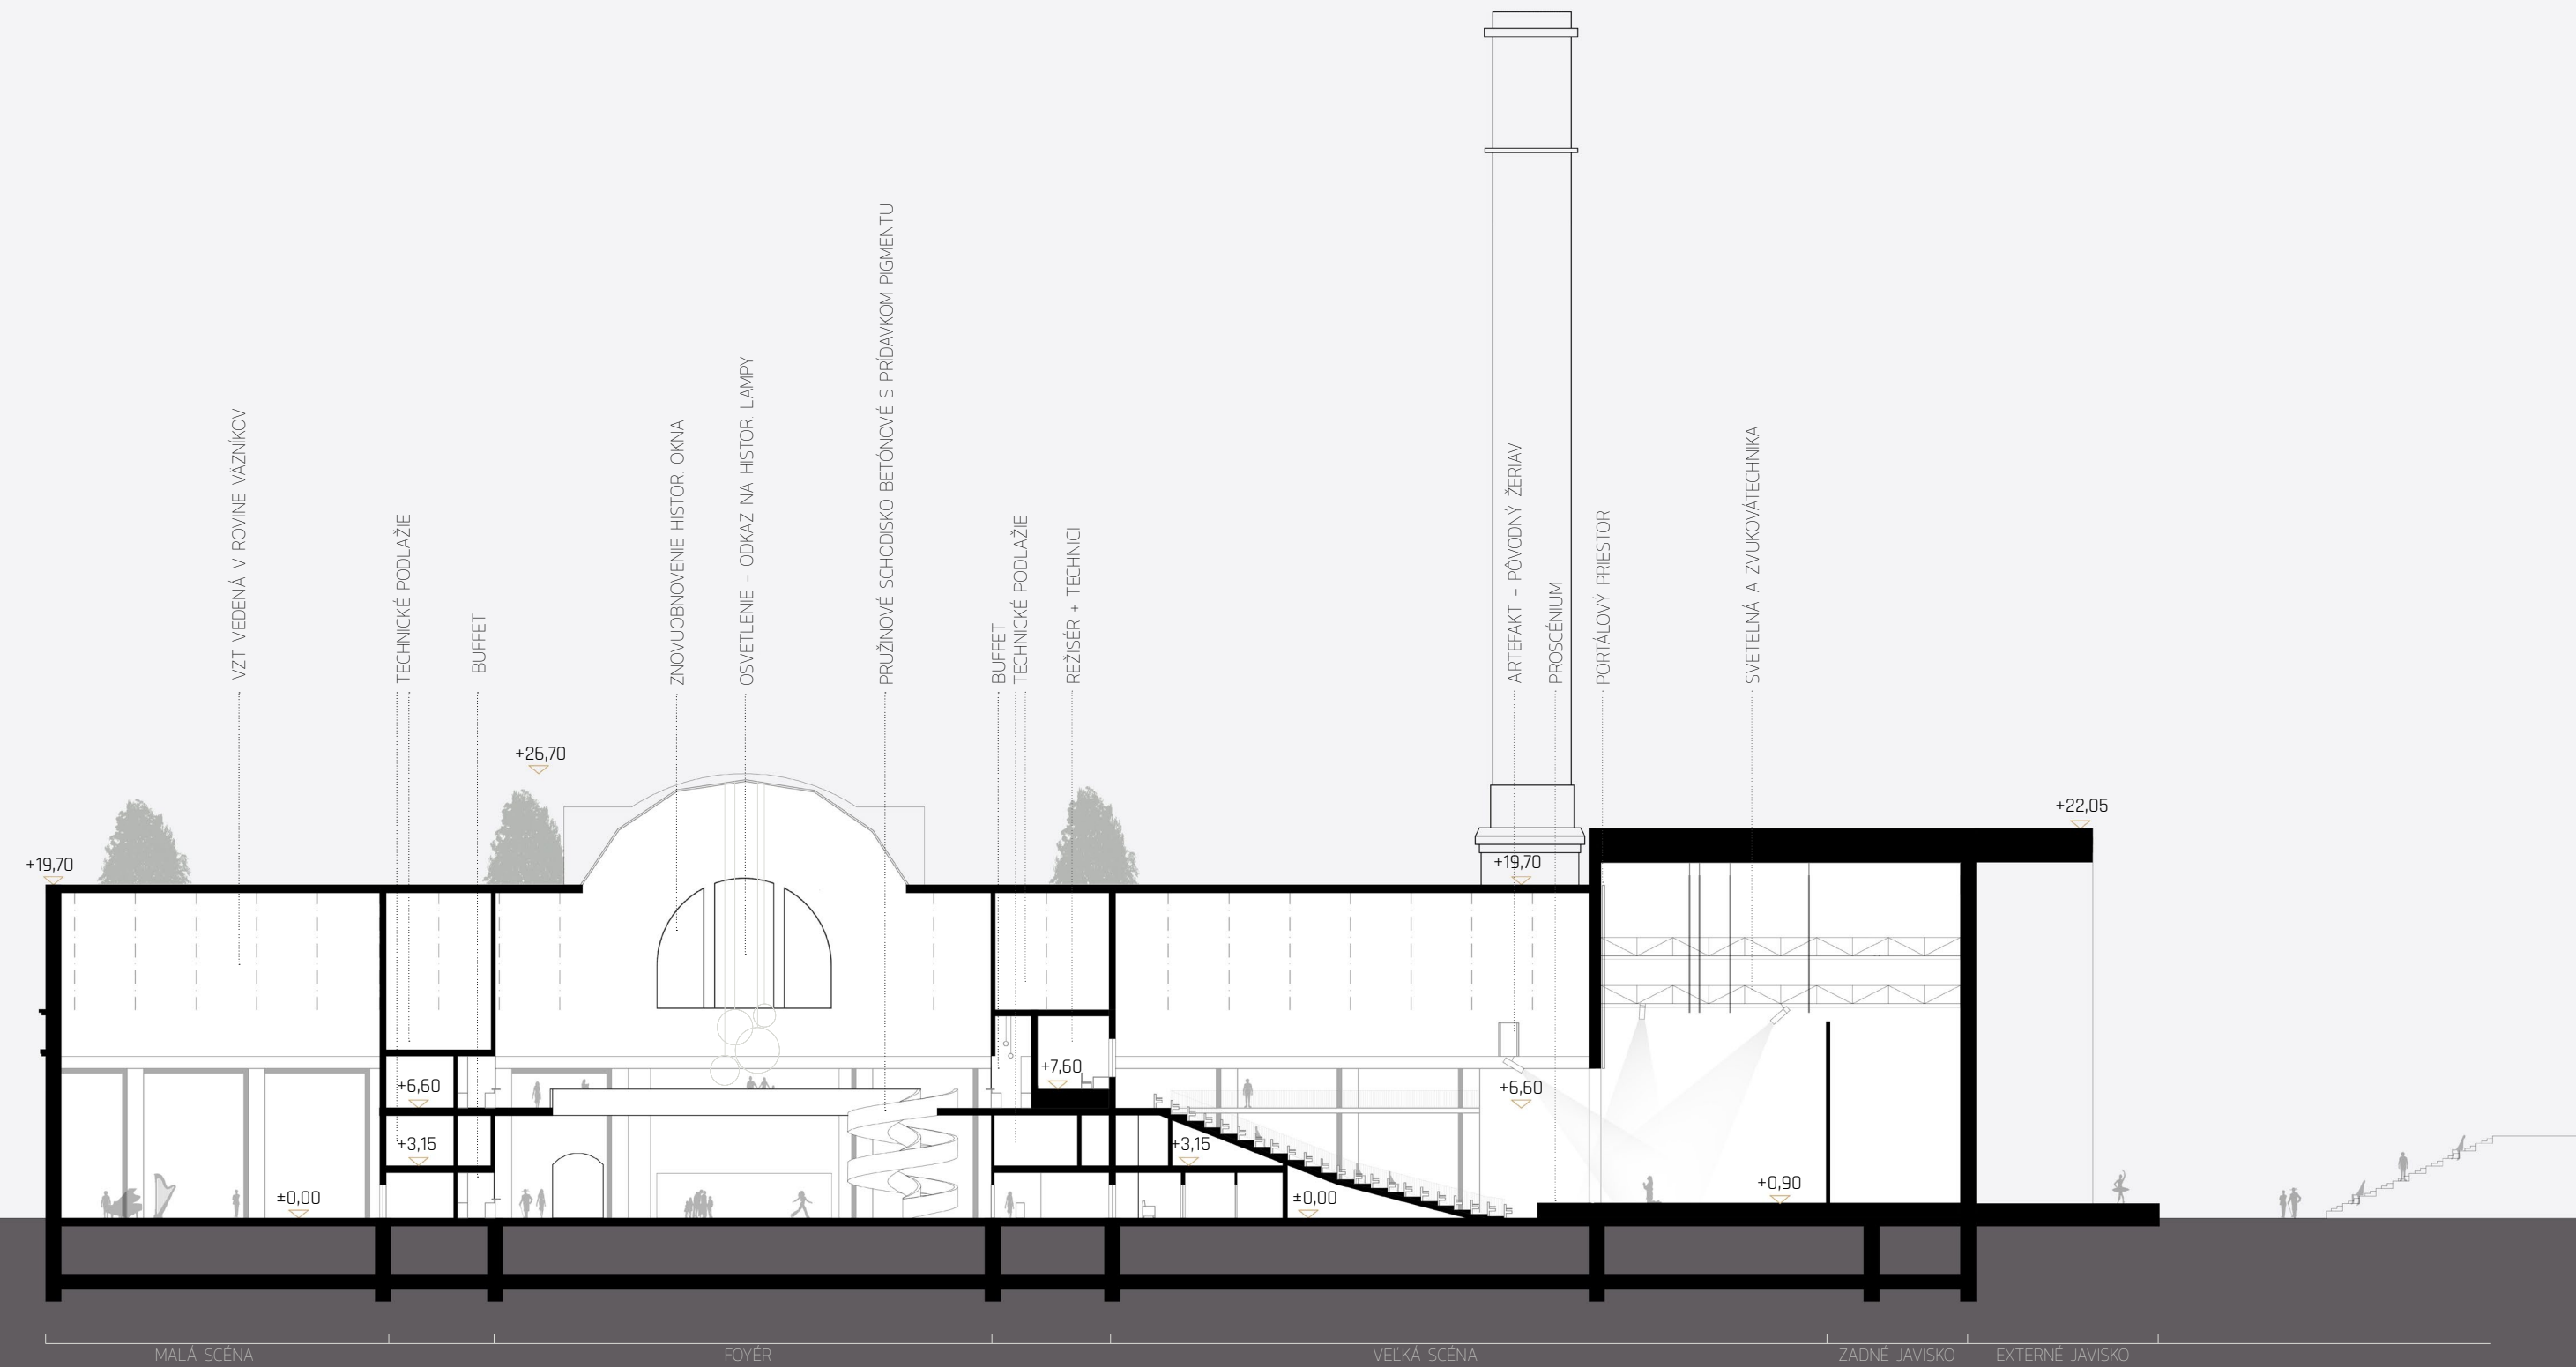 VZT VEDENÁ V ROVINE VÄZNÍKOV
TECHNICKÉ PODLAŽIE
BUFFET
ZNOVUOBNOVENIE HISTOR. OKNA
OSVETLENIE - ODKAZ NA HISTOR. LAMPY
PRUŽINOVÉ SCHODISKO BETÓNOVÉ S PRÍDAVKOM PIGMENTU
BUFFET
TECHNICKÉ PODLAŽIE
REŽISÉR + TECHNICI
ARTEFAKT - PÔVODNÝ ŽERIAV
PROSCÉNIUM
PORTÁLOVÝ PRIESTOR
SVETELNÁ A ZVUKOVÁTECHNIKA
+26,70
+22,05
+19,70
+19,70
+7,60
+6,60
+6,60
+3,15
+3,15
+0,90
±0,00
±0,00
MALÁ SCÉNA
FOYÉR
VEĽKÁ SCÉNA
ZADNÉ JAVISKO
EXTERNÉ JAVISKO